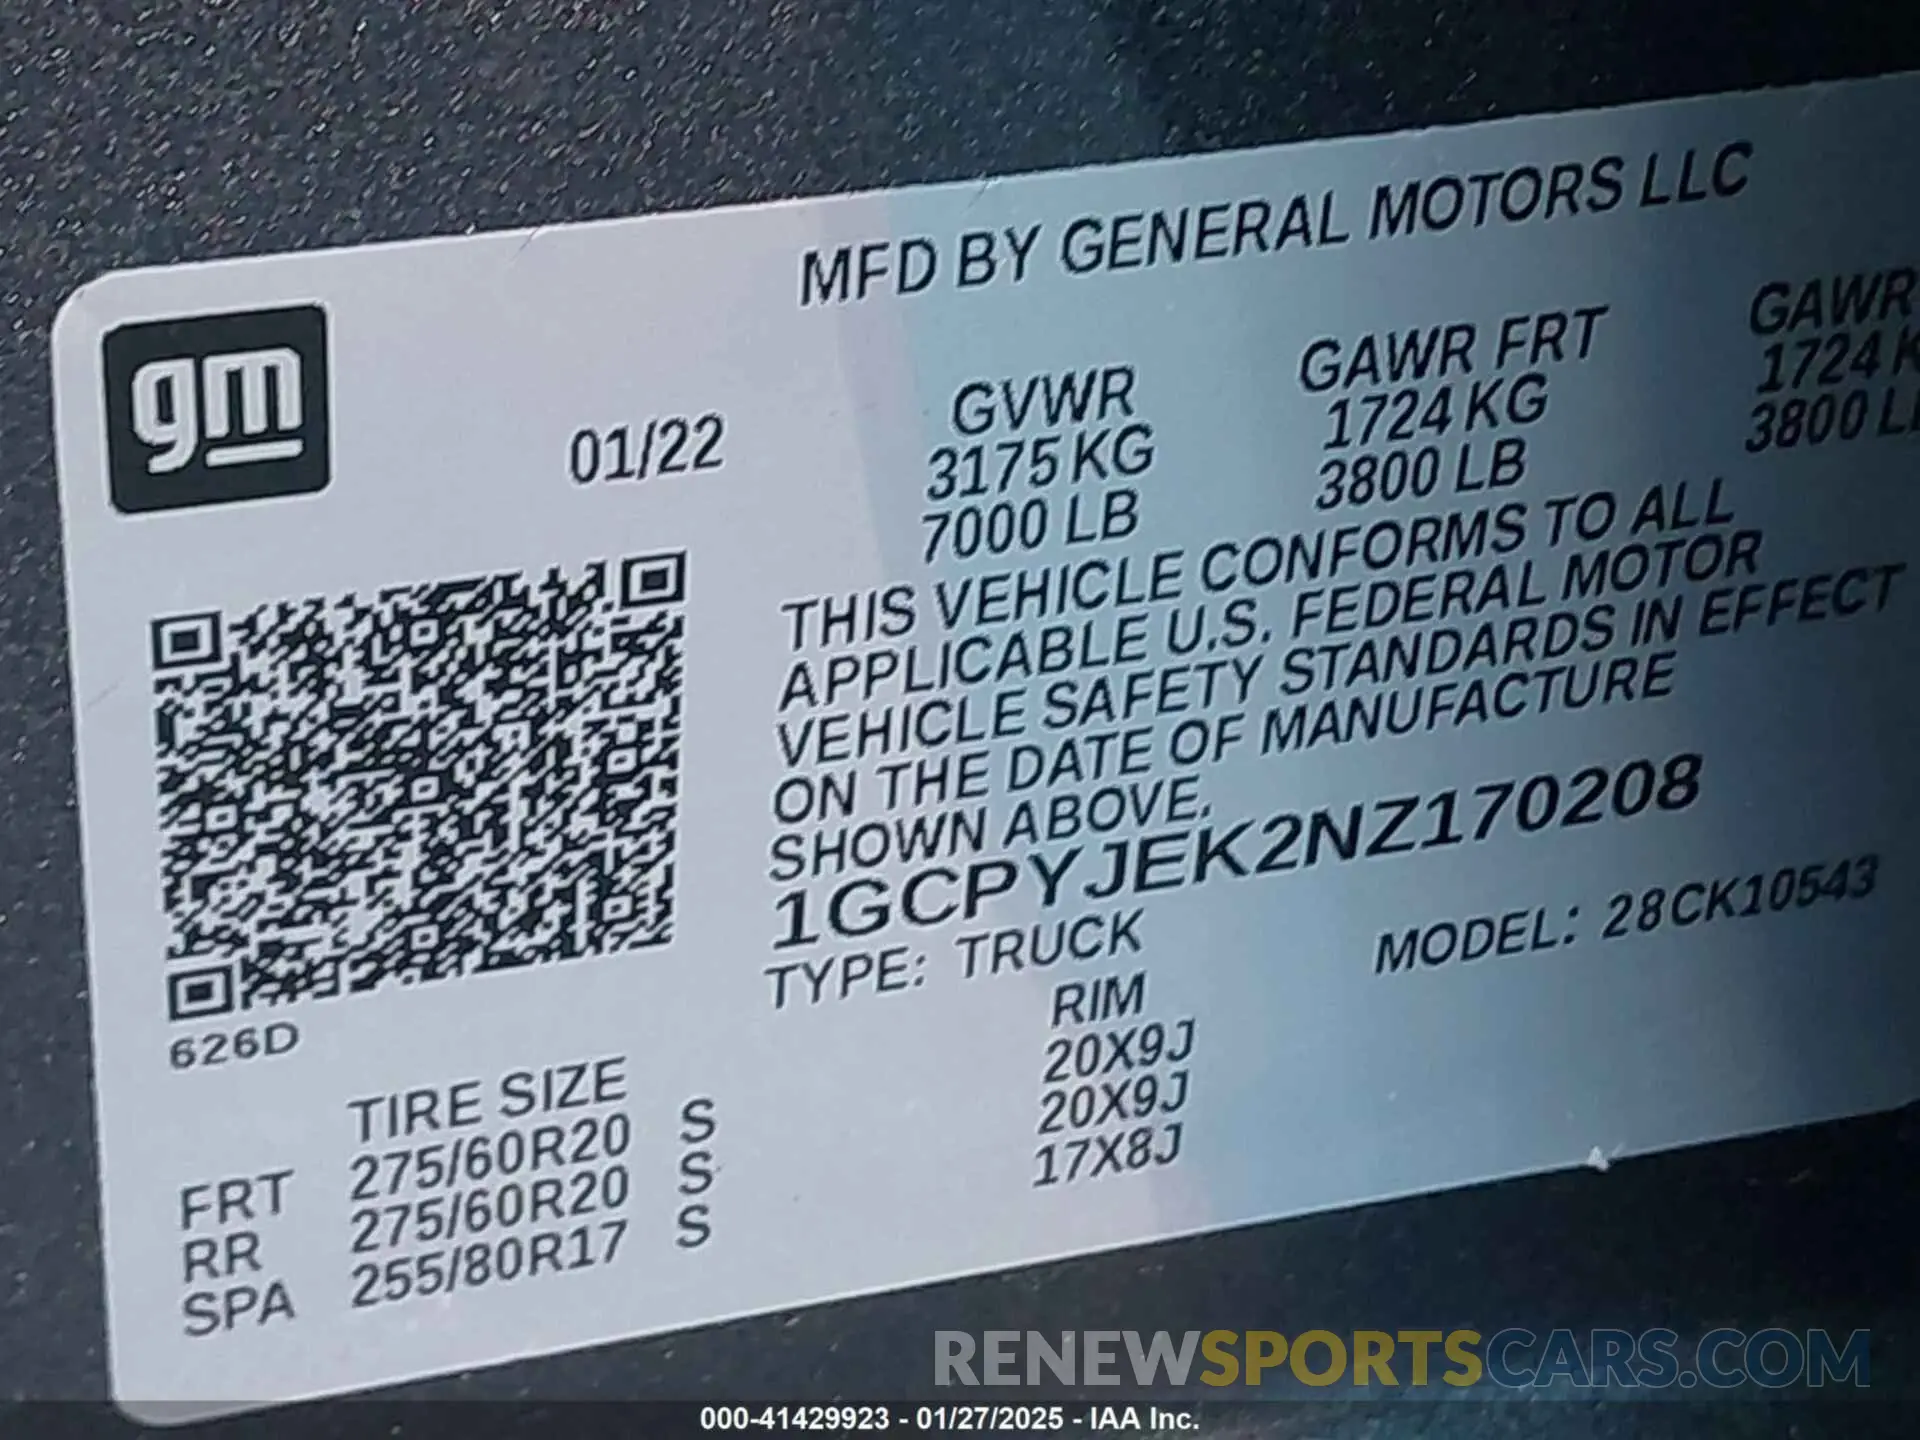 MFD BY GENERAL MOTORS LLC
gm
01/22
GVWR
3175 KG
7000 LB
GAWR FRT
1724 KG
3800 LB
GAWR
1724 K
3800 L
THIS VEHICLE CONFORMS TO ALL
APPLICABLE U.S. FEDERAL MOTOR
VEHICLE SAFETY STANDARDS IN EFFECT
ON THE DATE OF MANUFACTURE
SHOWN ABOVE.
1GCPYJEK2NZ170208
TYPE: TRUCK MODEL: 28CK10543
626D
TIRE SIZE RIM
FRT 275/60R20 S 20X9J
RR 275/60R20 S 20X9J
SPA 255/80R17 S 17X8J
RENEWSPORTSCARS.COM
000-41429923 - 01/27/2025 - IAA Inc.